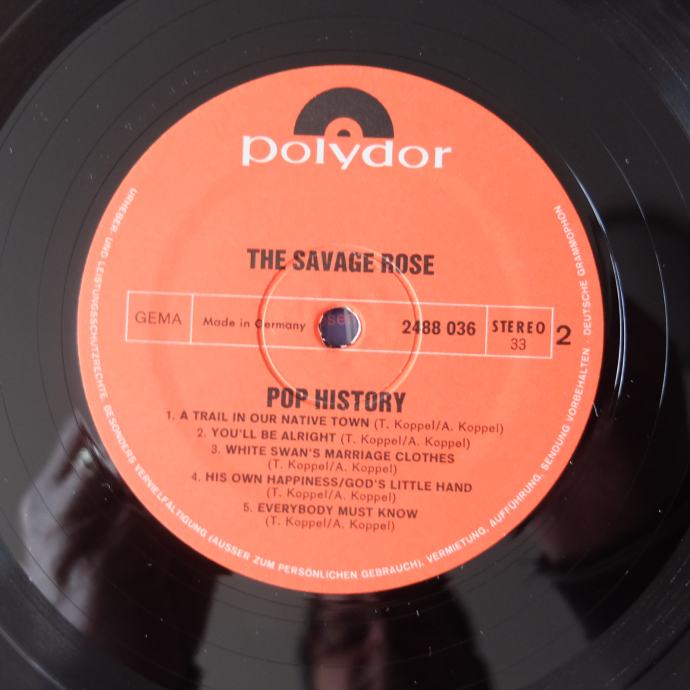 polydor
THE SAVAGE ROSE
GEMA
Made in Germany
2488 036
STEREO
33
2
POP HISTORY
1. A TRAIL IN OUR NATIVE TOWN (T. Koppel/A. Koppel)
2. YOU'LL BE ALRIGHT (T. Koppel/A. Koppel)
3. WHITE SWAN'S MARRIAGE CLOTHES
(T. Koppel/A. Koppel)
4. HIS OWN HAPPINESS/GOD'S LITTLE HAND
(T. Koppel/A. Koppel)
5. EVERYBODY MUST KNOW
(T. Koppel/A. Koppel)
URHEBER- UND LEISTUNGSSCHUTZRECHTE, BESONDERS VERVIELFÄLTIGUNG (AUSSER ZUM PERSÖNLICHEN GEBRAUCH), VERMIETUNG, AUFFÜHRUNG, SENDUNG VORBEHALTEN · DEUTSCHE GRAMMOPHON